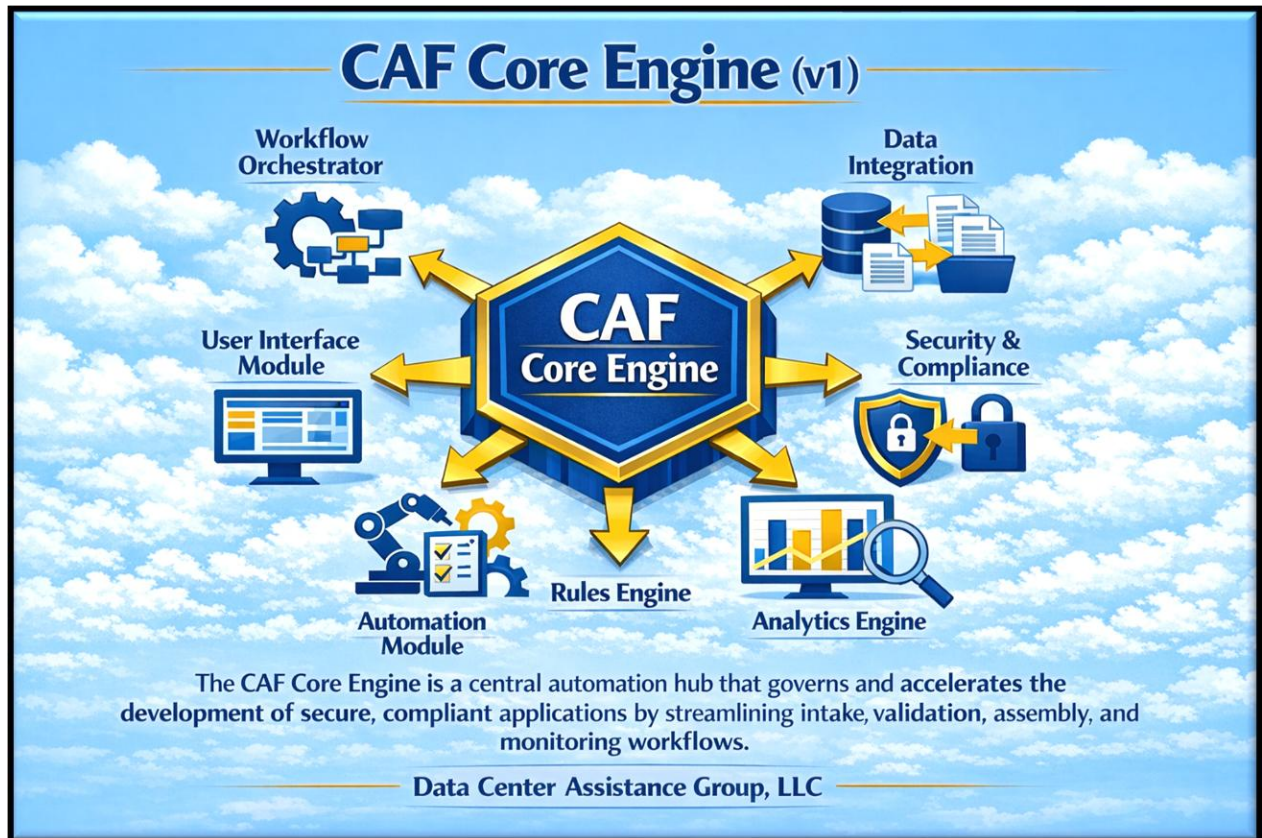 CAF Core Engine (v1)
Workflow
Orchestrator
Data
Integration
CAF
Core Engine
User Interface
Module
Security &
Compliance
Automation
Module
Rules Engine
Analytics Engine
The CAF Core Engine is a central automation hub that governs and accelerates the
development of secure, compliant applications by streamlining intake, validation, assembly, and
monitoring workflows.
Data Center Assistance Group, LLC